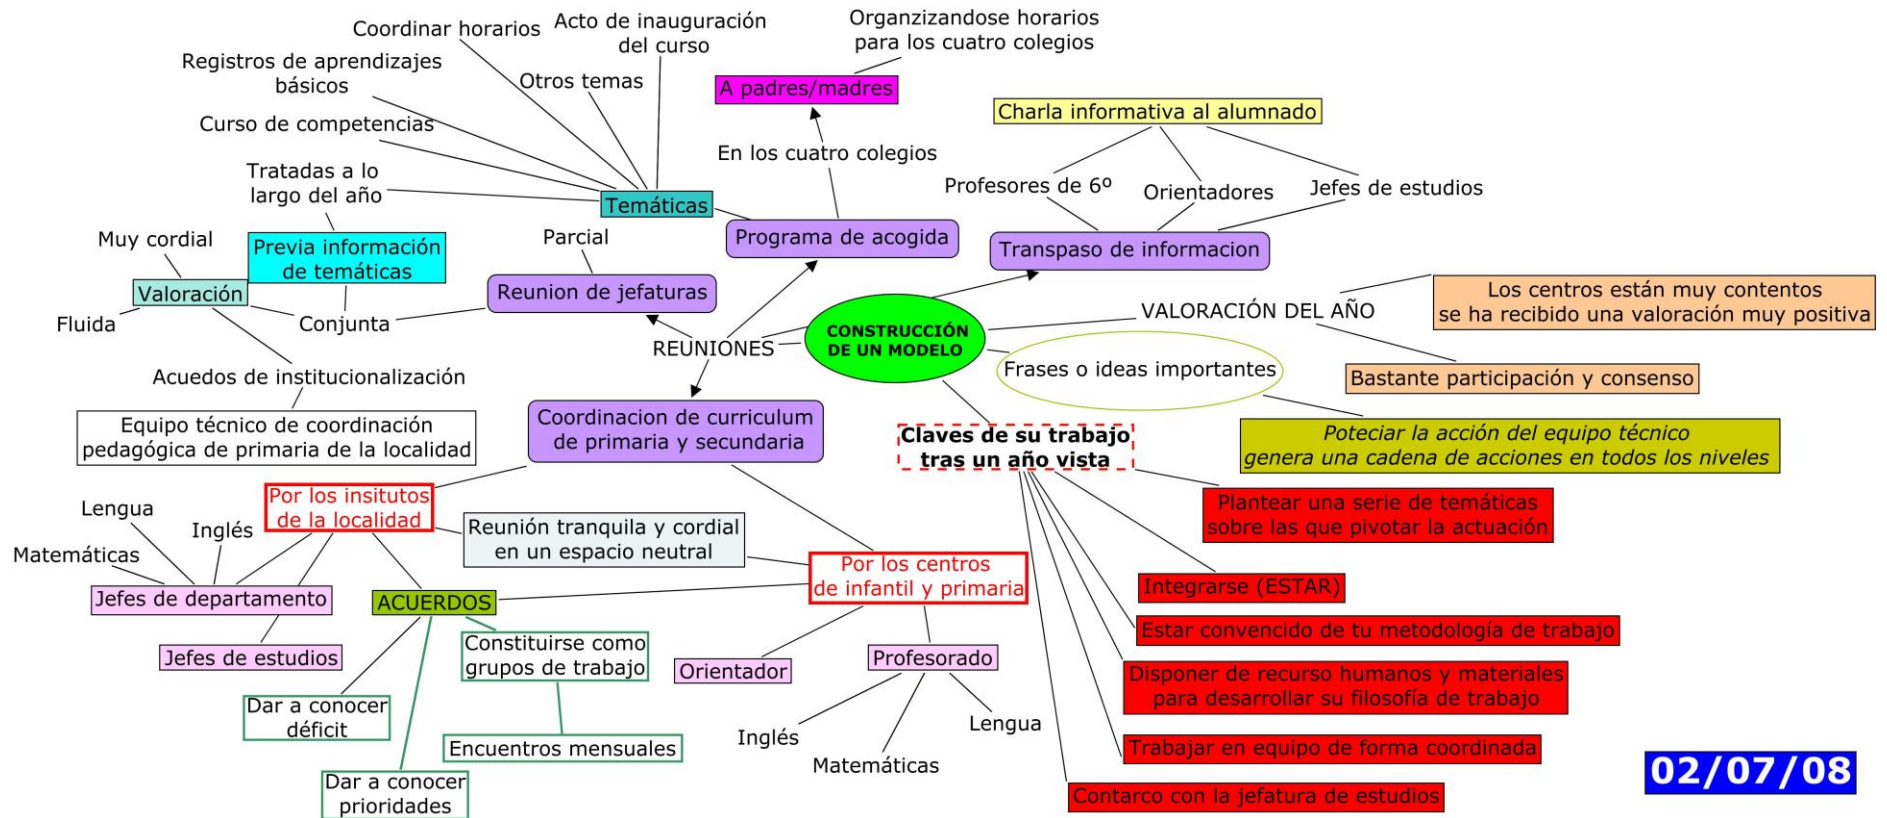 Coordinar horarios
Acto de inauguración
del curso
Organzizandose horarios
para los cuatro colegios
Registros de aprendizajes
básicos
Otros temas
A padres/madres
Charla informativa al alumnado
Curso de competencias
En los cuatro colegios
Tratadas a lo
largo del año
Profesores de 6º
Orientadores
Jefes de estudios
Temáticas
Muy cordial
Previa información
de temáticas
Parcial
Programa de acogida
Transpaso de informacion
Valoración
Reunion de jefaturas
Los centros están muy contentos
se ha recibido una valoración muy positiva
Fluida
Conjunta
VALORACIÓN DEL AÑO
REUNIONES
CONSTRUCCIÓN
DE UN MODELO
Frases o ideas importantes
Acuedos de institucionalización
Bastante participación y consenso
Equipo técnico de coordinación
pedagógica de primaria de la localidad
Coordinacion de curriculum
de primaria y secundaria
Claves de su trabajo
tras un año vista
Poteciar la acción del equipo técnico
genera una cadena de acciones en todos los niveles
Por los insitutos
de la localidad
Plantear una serie de temáticas
sobre las que pivotar la actuación
Lengua
Inglés
Matemáticas
Reunión tranquila y cordial
en un espacio neutral
Por los centros
de infantil y primaria
Integrarse (ESTAR)
Jefes de departamento
ACUERDOS
Estar convencido de tu metodología de trabajo
Jefes de estudios
Constituirse como
grupos de trabajo
Orientador
Profesorado
Disponer de recurso humanos y materiales
para desarrollar su filosofía de trabajo
Dar a conocer
déficit
Encuentros mensuales
Inglés
Lengua
Matemáticas
Trabajar en equipo de forma coordinada
Dar a conocer
prioridades
Contarco con la jefatura de estudios
02/07/08